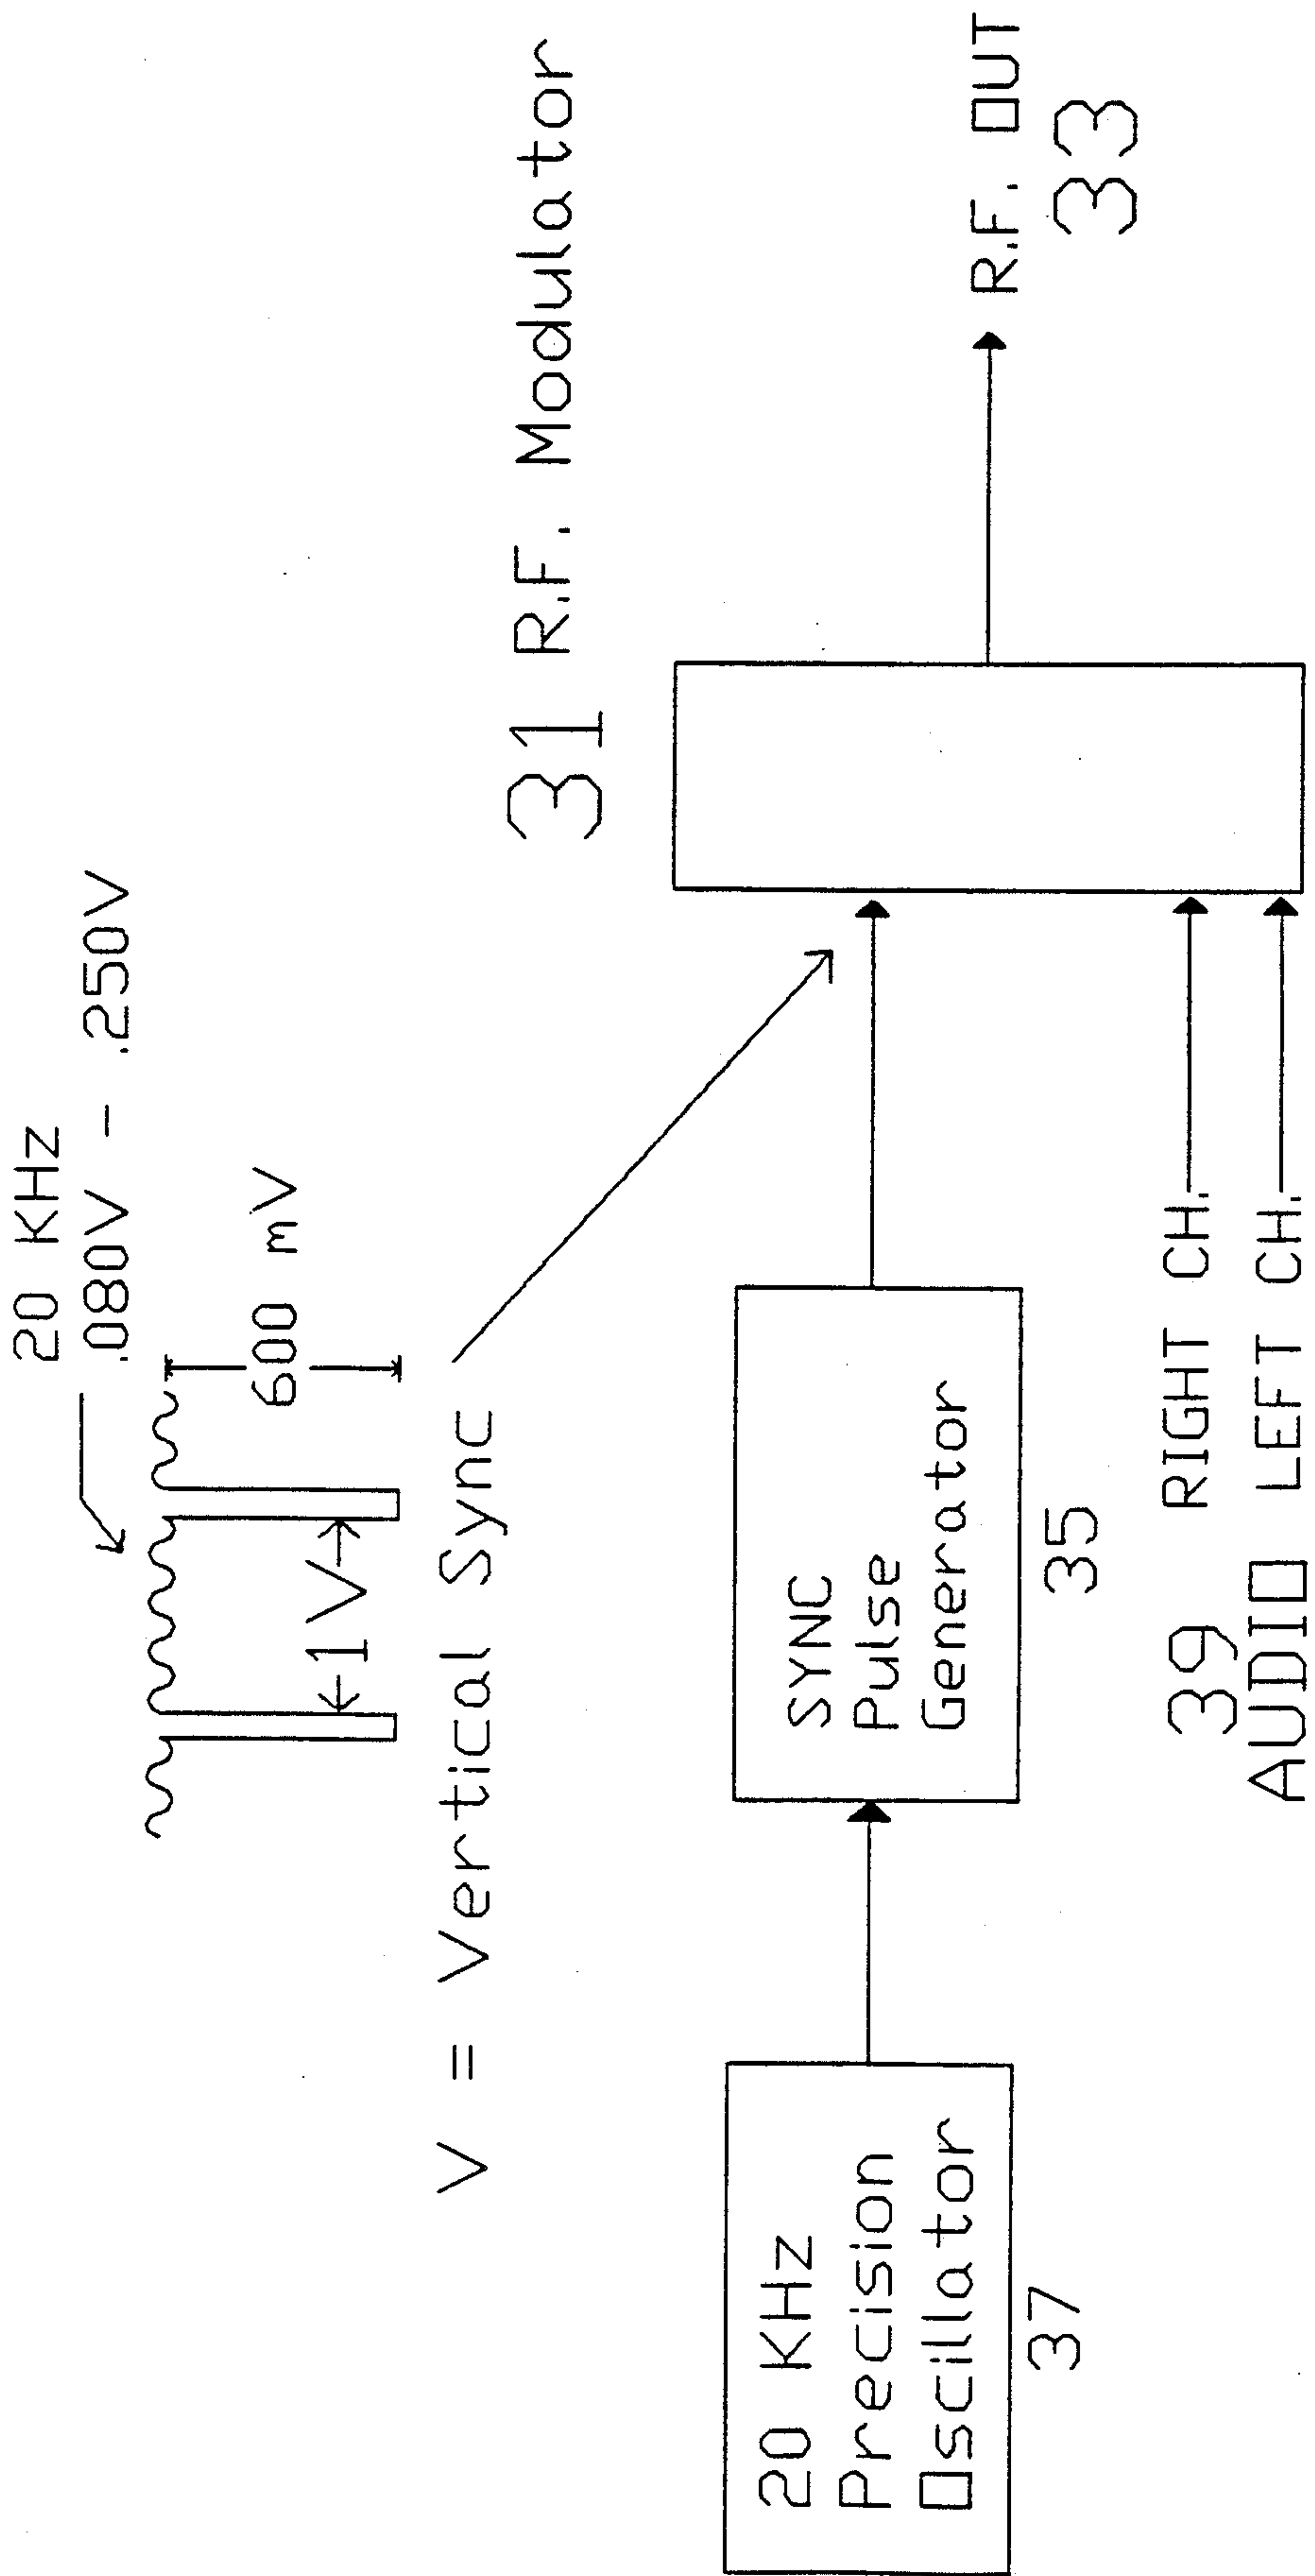 20 KHz
.080V - .250V
600 mV
1V
V = Vertical Sync
31 R.F. Modulator
20 KHz
Precision
Oscillator
37
SYNC
Pulse
Generator
35
R.F. OUT
33
39 RIGHT CH.
AUDIO LEFT CH.